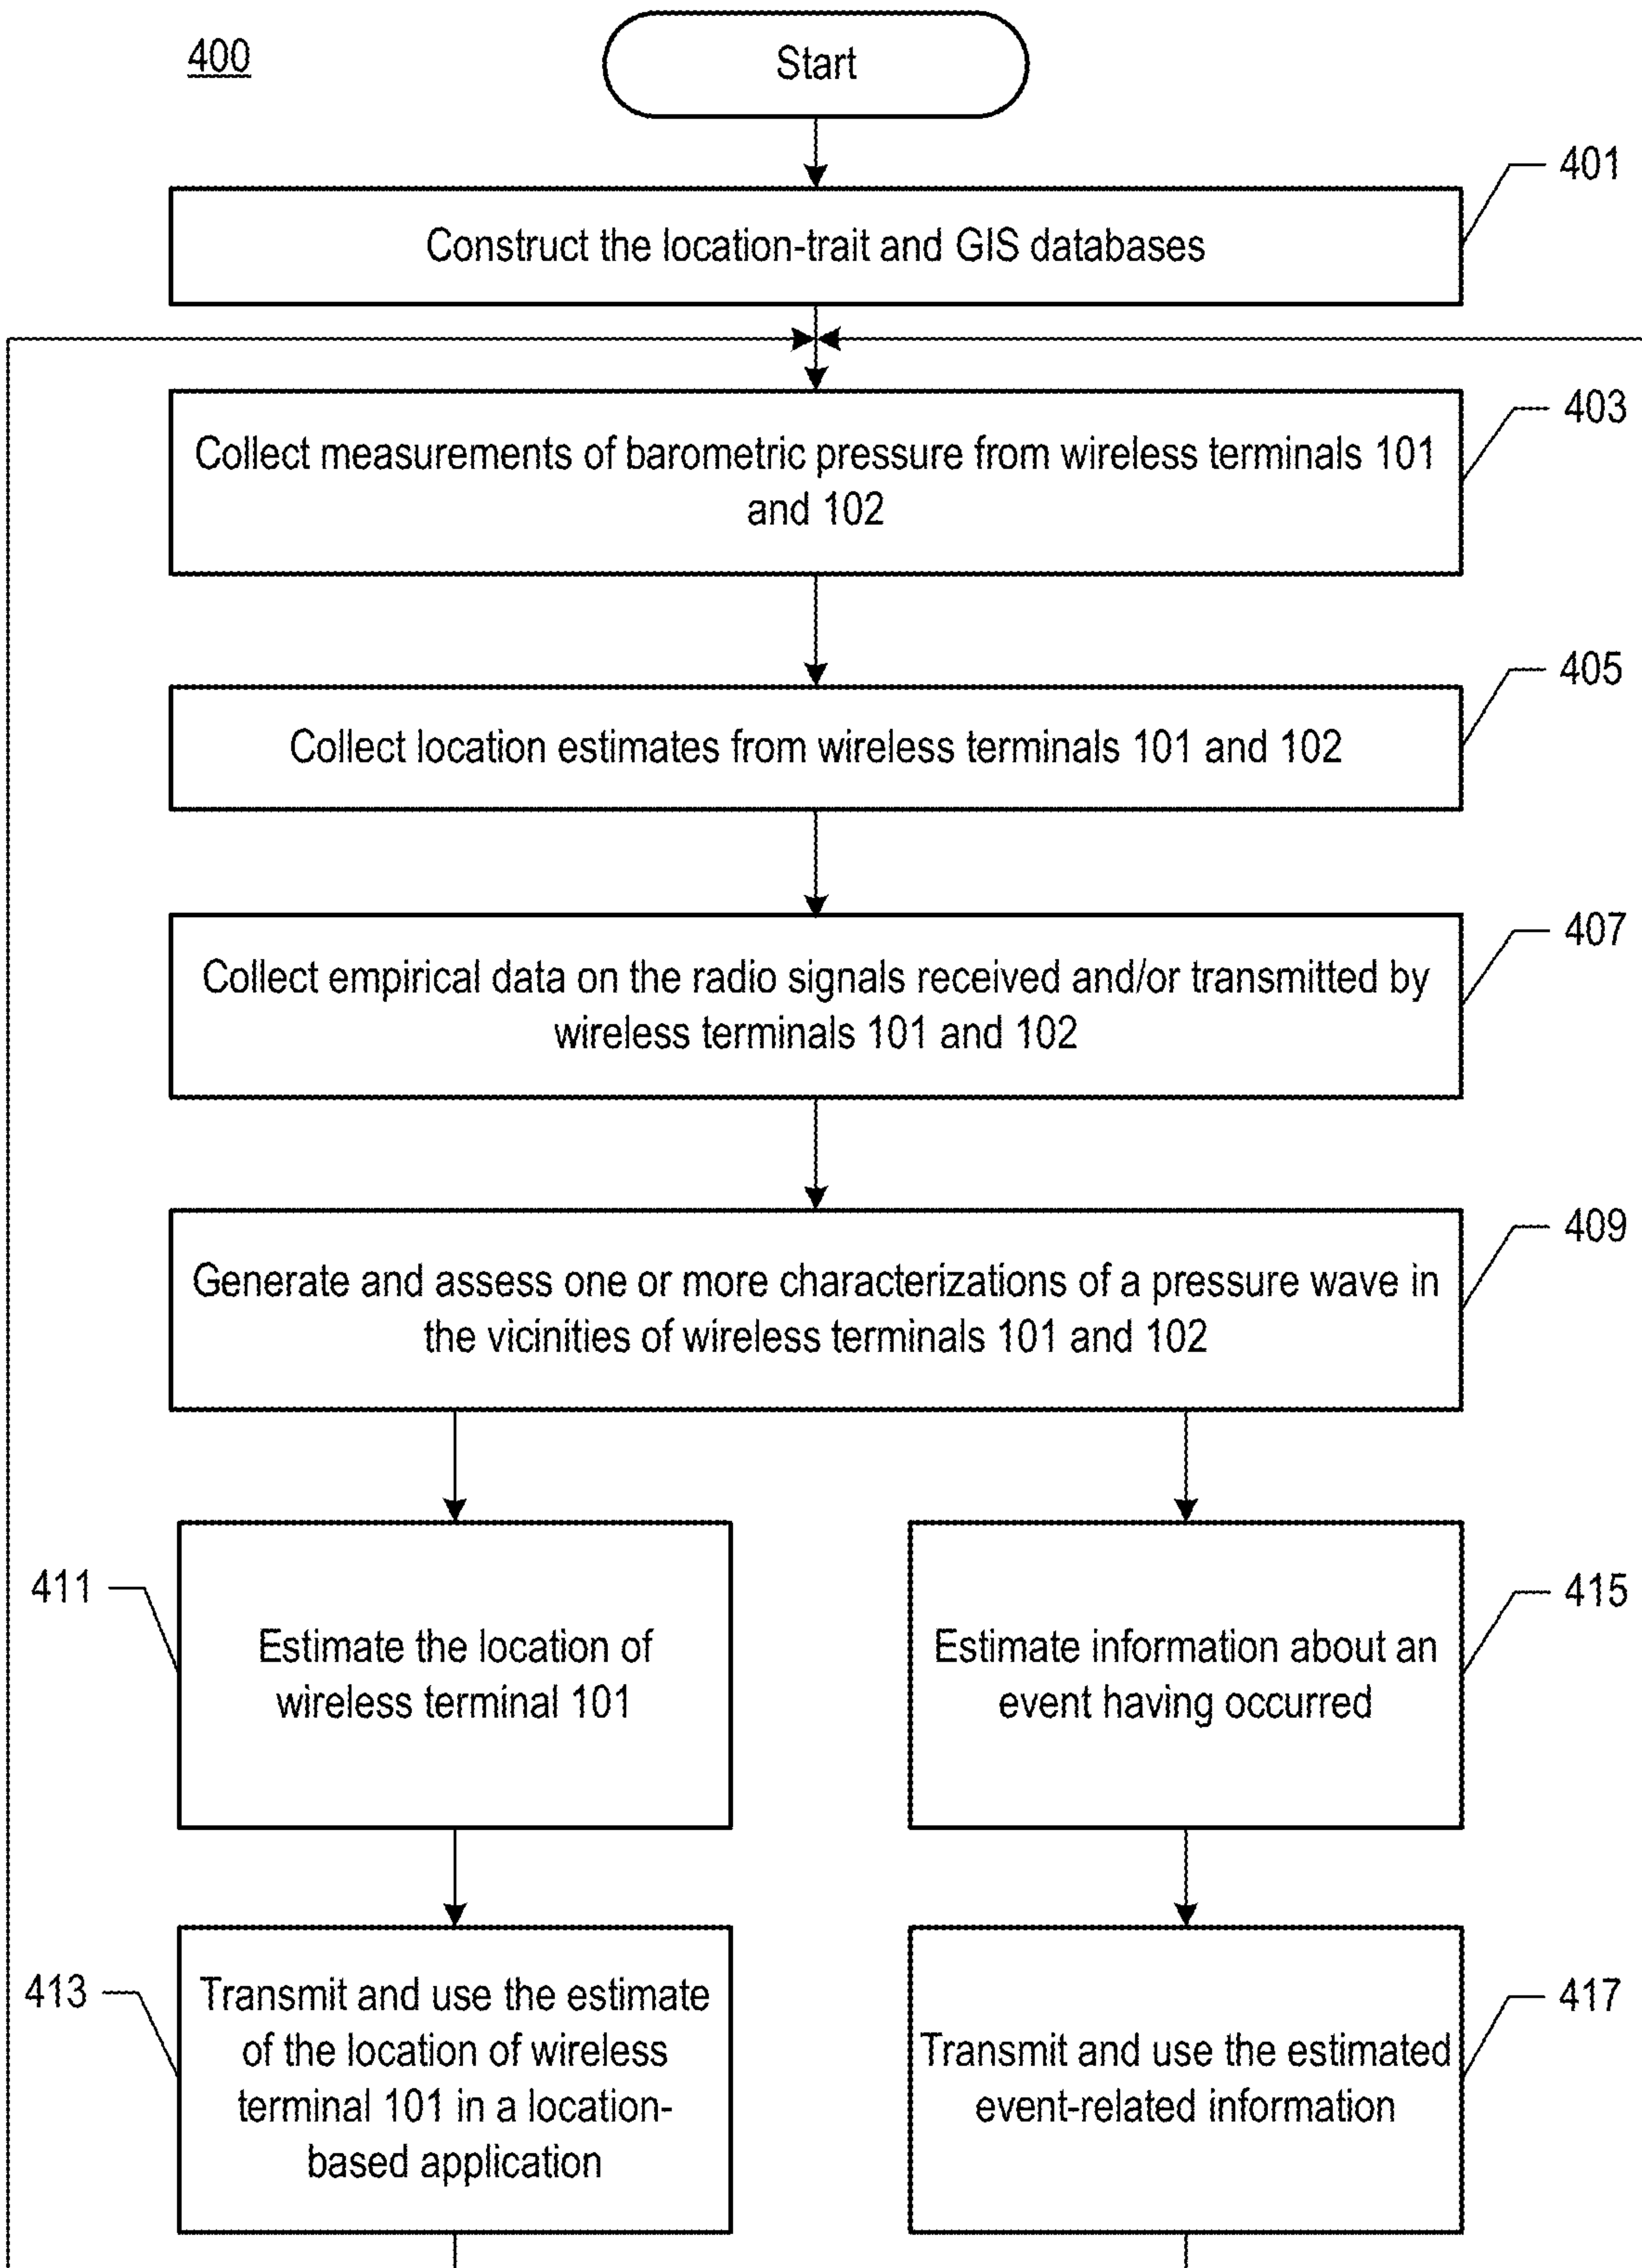 400
Start
401
Construct the location-trait and GIS databases
403
Collect measurements of barometric pressure from wireless terminals 101
and 102
405
Collect location estimates from wireless terminals 101 and 102
407
Collect empirical data on the radio signals received and/or transmitted by
wireless terminals 101 and 102
409
Generate and assess one or more characterizations of a pressure wave in
the vicinities of wireless terminals 101 and 102
411
Estimate the location of
wireless terminal 101
415
Estimate information about an
event having occurred
413
Transmit and use the estimate
of the location of wireless
terminal 101 in a location-
based application
417
Transmit and use the estimated
event-related information